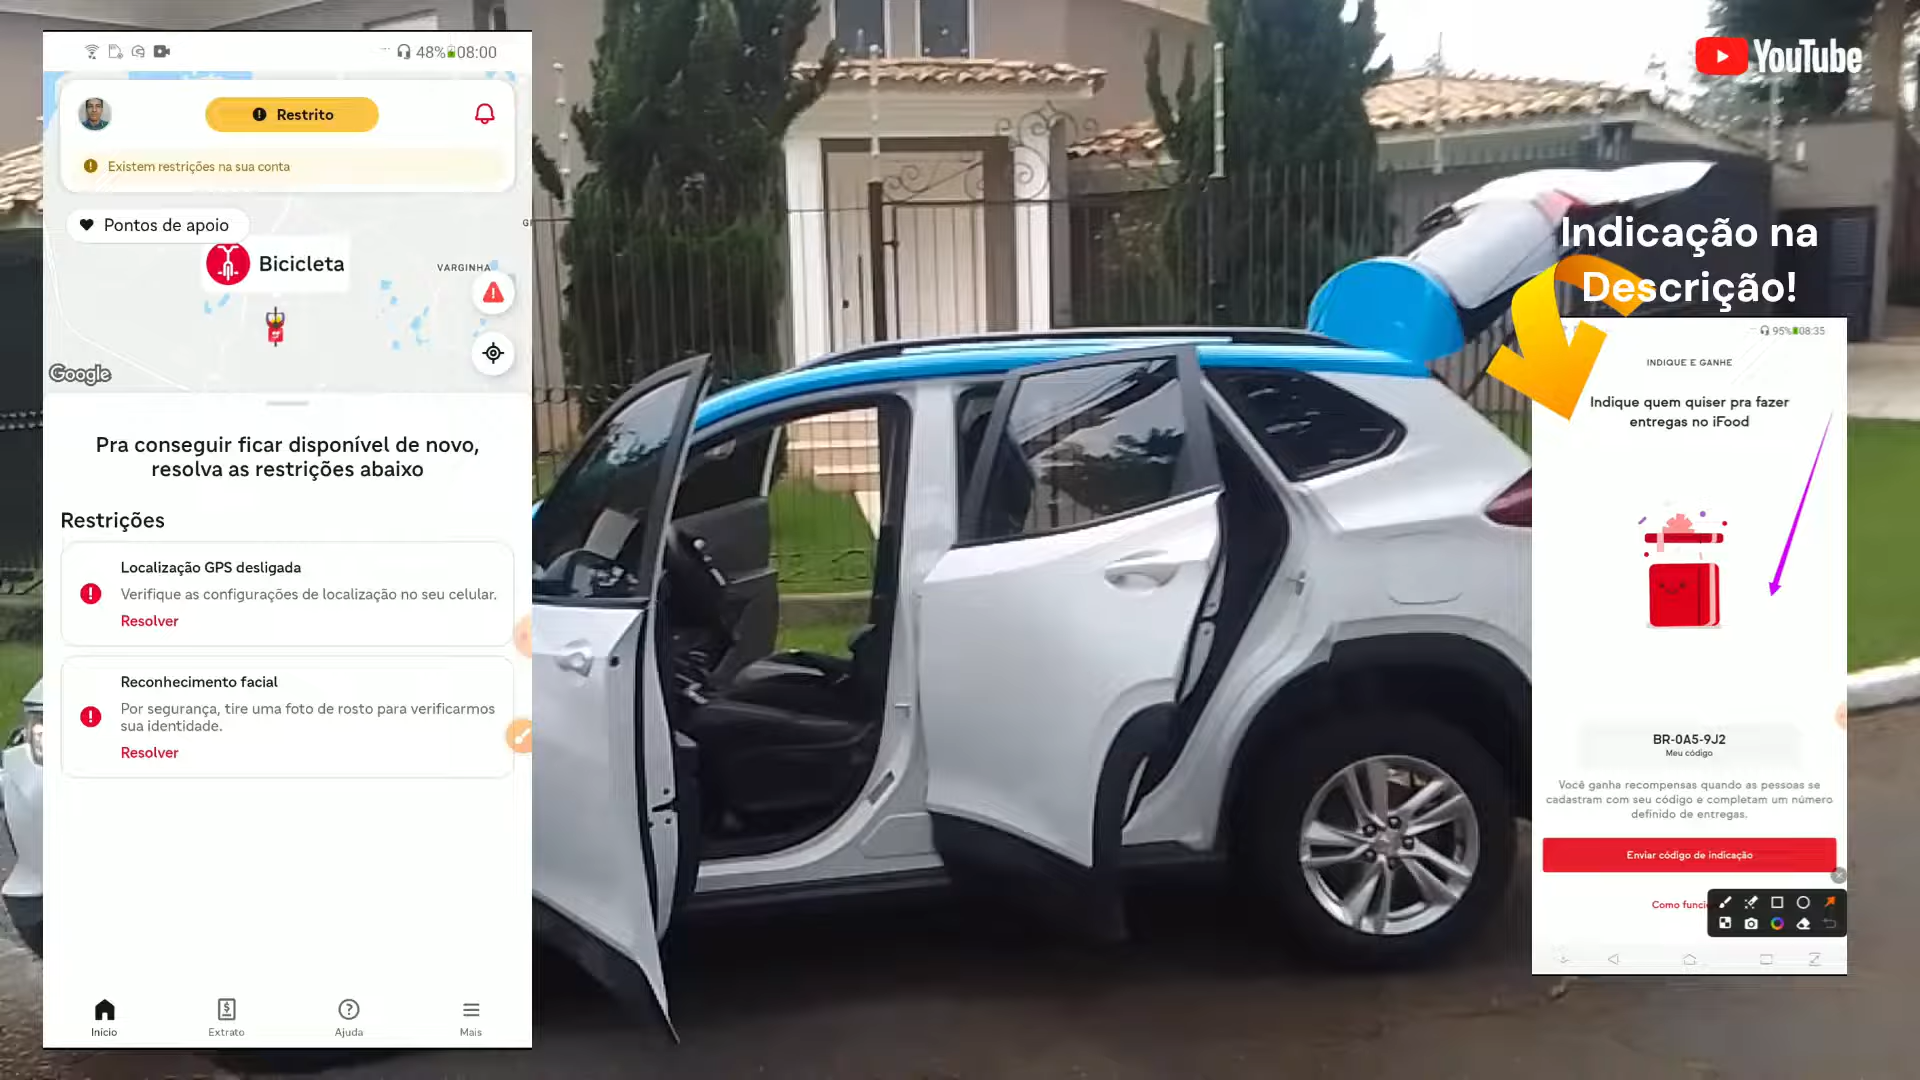 48% 08:00
Restrito
Existem restrições na sua conta
Pontos de apoio
Bicicleta
VARGINHA
Google
Pra conseguir ficar disponível de novo,
resolva as restrições abaixo
Restrições
Localização GPS desligada
Verifique as configurações de localização no seu celular.
Resolver
Reconhecimento facial
Por segurança, tire uma foto de rosto para verificarmos
sua identidade.
Resolver
Início
Extrato
Ajuda
Mais
YouTube
Indicação na
Descrição!
95% 08:35
INDIQUE E GANHE
Indique quem quiser pra fazer
entregas no iFood
BR-0A5-9J2
Meu código
Você ganha recompensas quando as pessoas se
cadastram com seu código e completam um número
definido de entregas.
Enviar código de indicação
Como funci